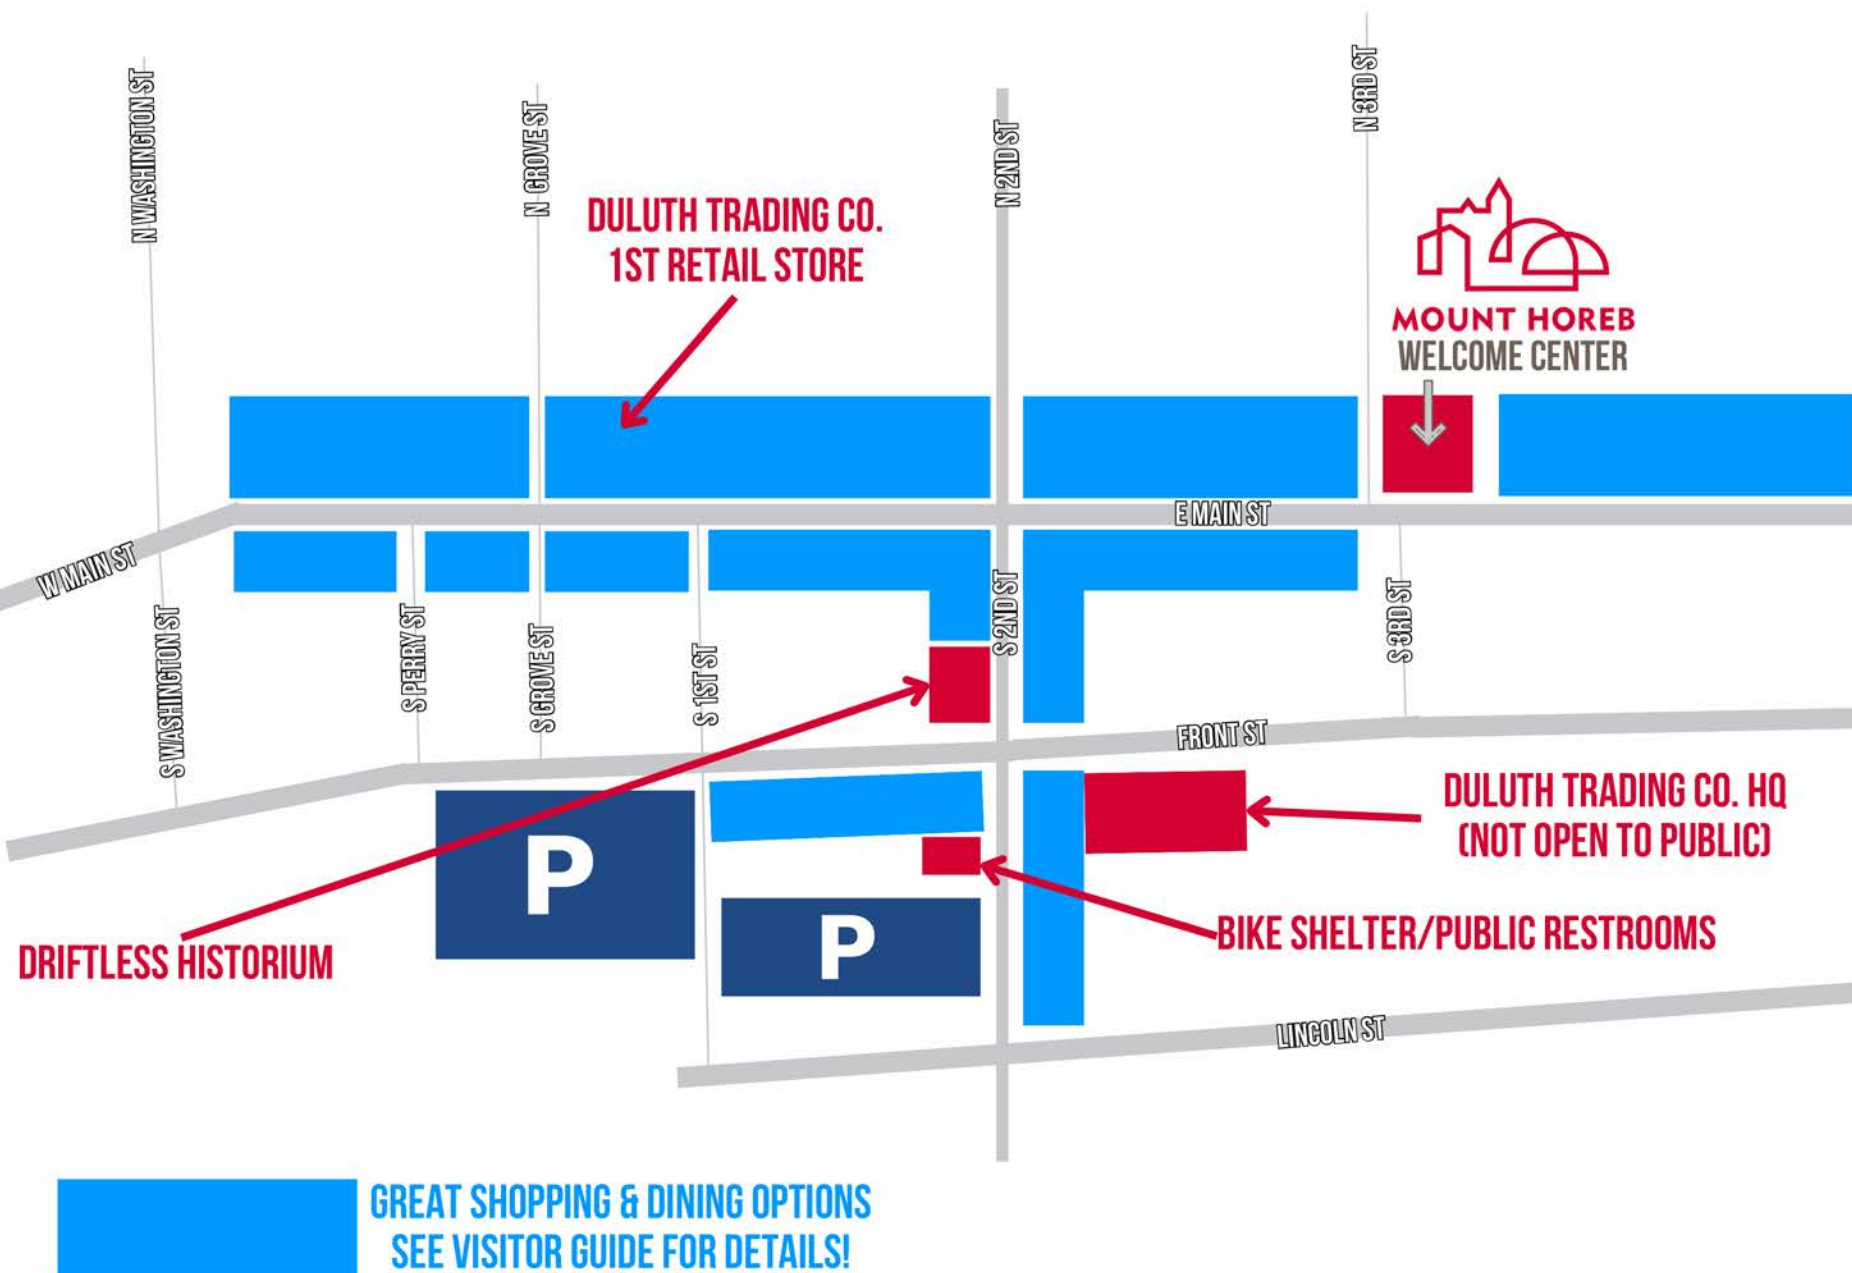 N WASHINGTON ST
N GROVE ST
N 2ND ST
N 3RD ST
DULUTH TRADING CO.
1ST RETAIL STORE
MOUNT HOREB
WELCOME CENTER
E MAIN ST
W MAIN ST
S WASHINGTON ST
S PERRY ST
S GROVE ST
S 1ST ST
S 2ND ST
S 3RD ST
FRONT ST
DULUTH TRADING CO. HQ
(NOT OPEN TO PUBLIC)
P
P
BIKE SHELTER/PUBLIC RESTROOMS
DRIFTLESS HISTORIUM
LINCOLN ST
GREAT SHOPPING & DINING OPTIONS
SEE VISITOR GUIDE FOR DETAILS!